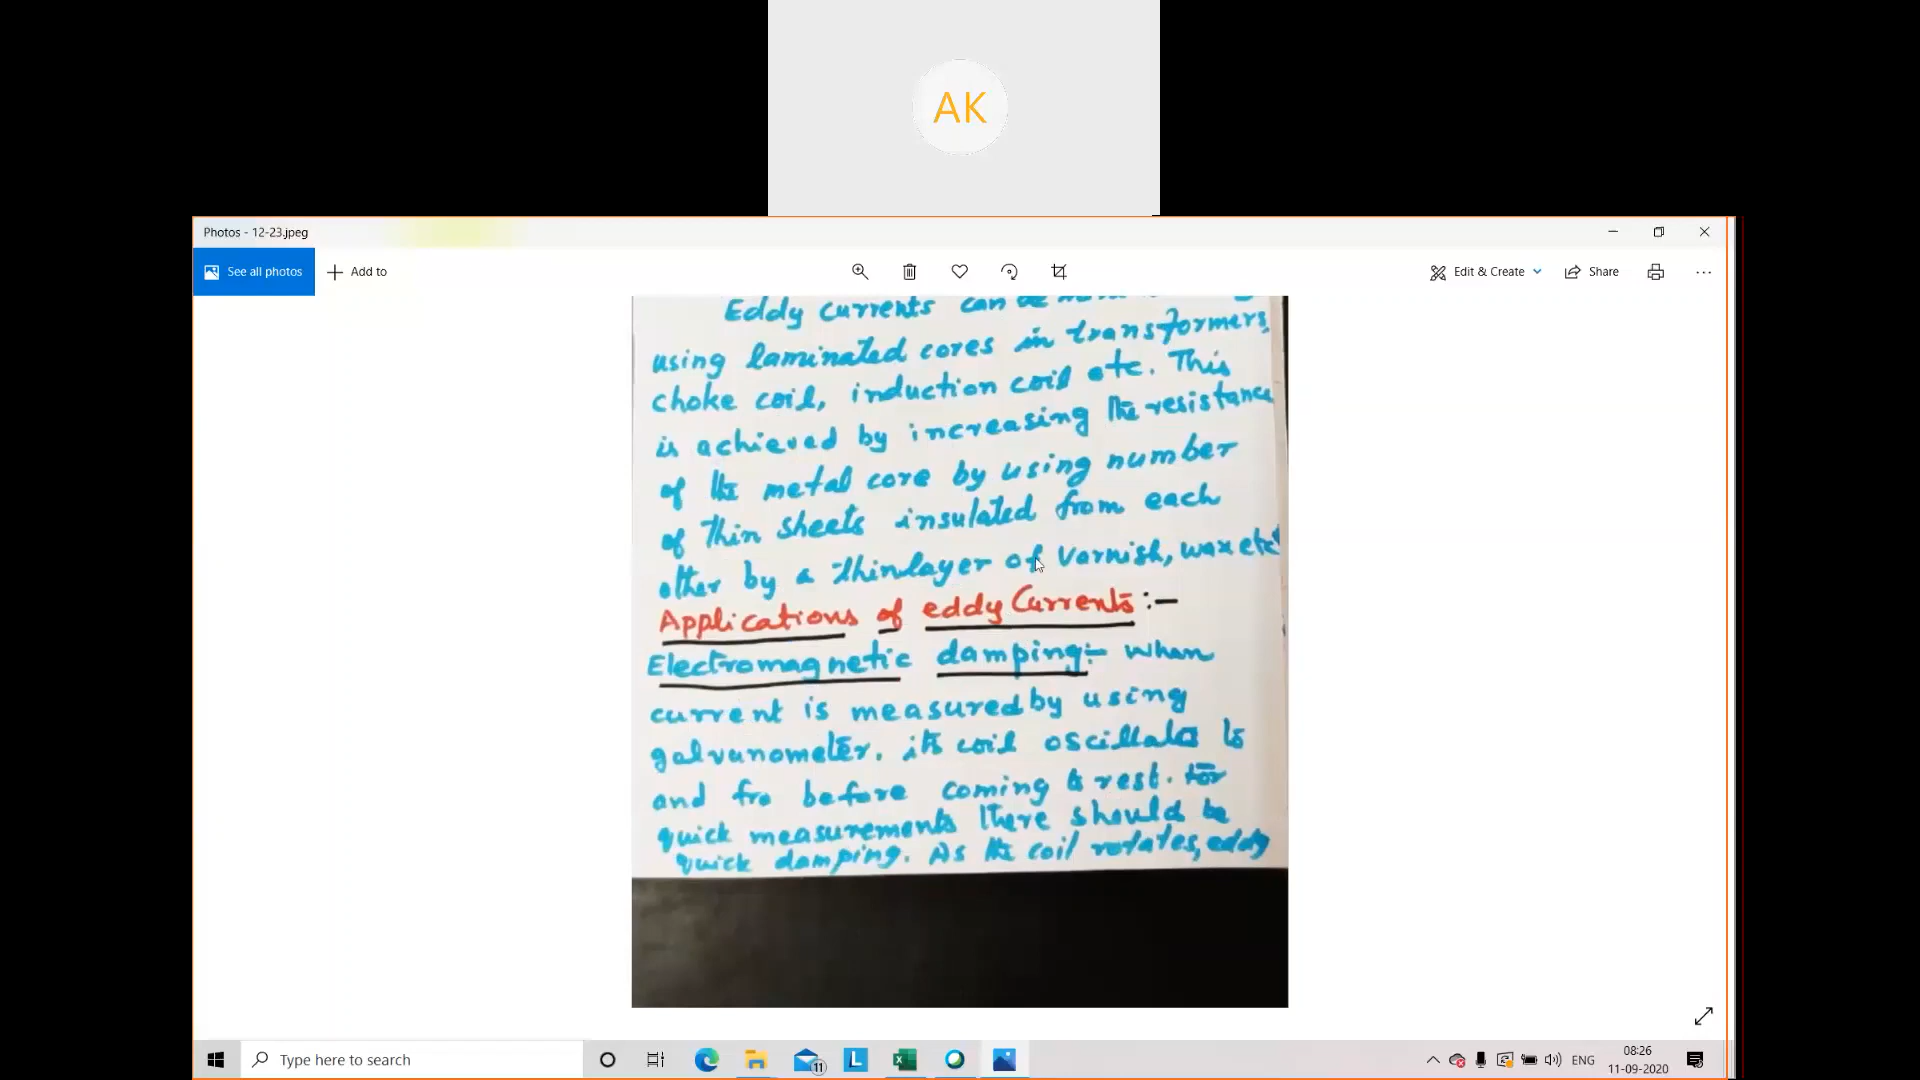 AK
Photos - 12-23.jpeg
See all photos
Add to
Edit & Create
Share
Eddy currents can be
using laminated cores in transformers,
choke coil, induction coil etc. This
is achieved by increasing the resistance
of the metal core by using number
of thin sheets insulated from each
other by a thin layer of varnish, wax etc
Applications of eddy Currents :-
Electromagnetic damping:- when
current is measured by using
galvanometer. its coil oscillates to
and fro before coming to rest. for
quick measurements there should be
quick damping. As the coil rotates, eddy
Type here to search
11
L
X
ENG
08:26
11-09-2020